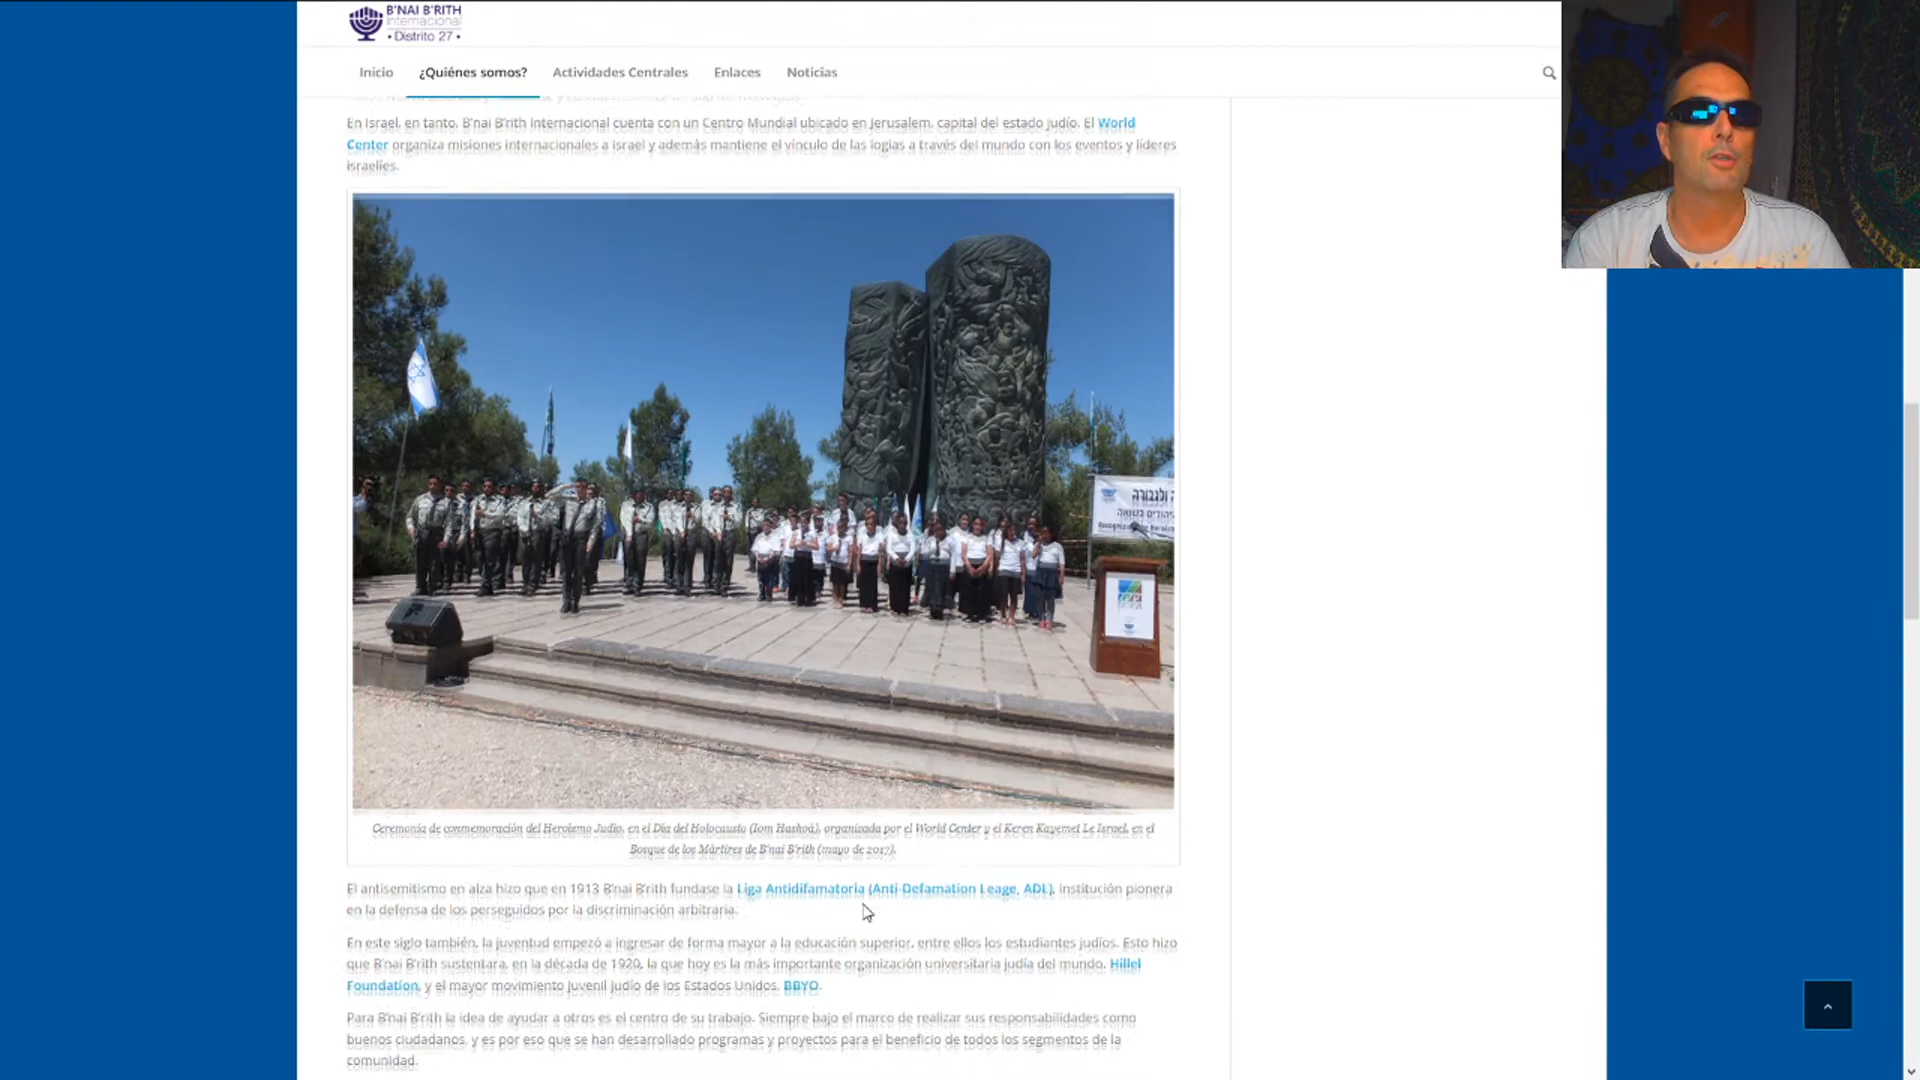 B'NAI B'RITH
Internacional
• Distrito 27 •
Inicio
¿Quiénes somos?
Actividades Centrales
Enlaces
Noticias
En Israel, en tanto, B'nai B'rith Internacional cuenta con un Centro Mundial ubicado en Jerusalem, capital del estado judío. El World
Center organiza misiones internacionales a Israel y además mantiene el vínculo de las logias a través del mundo con los eventos y líderes
israelíes.
ולגבורה
היהודים בשואה
Ceremonia de conmemoración del Heroísmo Judío, en el Día del Holocausto (Iom Hashoá), organizada por el World Center y el Keren Kayemet Le Israel, en el
Bosque de los Mártires de B'nai B'rith (mayo de 2017).
El antisemitismo en alza hizo que en 1913 B'nai B'rith fundase la Liga Antidifamatoria (Anti-Defamation Leage, ADL), institución pionera
en la defensa de los perseguidos por la discriminación arbitraria.
En este siglo también, la juventud empezó a ingresar de forma mayor a la educación superior, entre ellos los estudiantes judíos. Esto hizo
que B'nai B'rith sustentara, en la década de 1920, la que hoy es la más importante organización universitaria judía del mundo, Hillel
Foundation, y el mayor movimiento juvenil judío de los Estados Unidos, BBYO.
Para B'nai B'rith la idea de ayudar a otros es el centro de su trabajo. Siempre bajo el marco de realizar sus responsabilidades como
buenos ciudadanos, y es por eso que se han desarrollado programas y proyectos para el beneficio de todos los segmentos de la
comunidad.